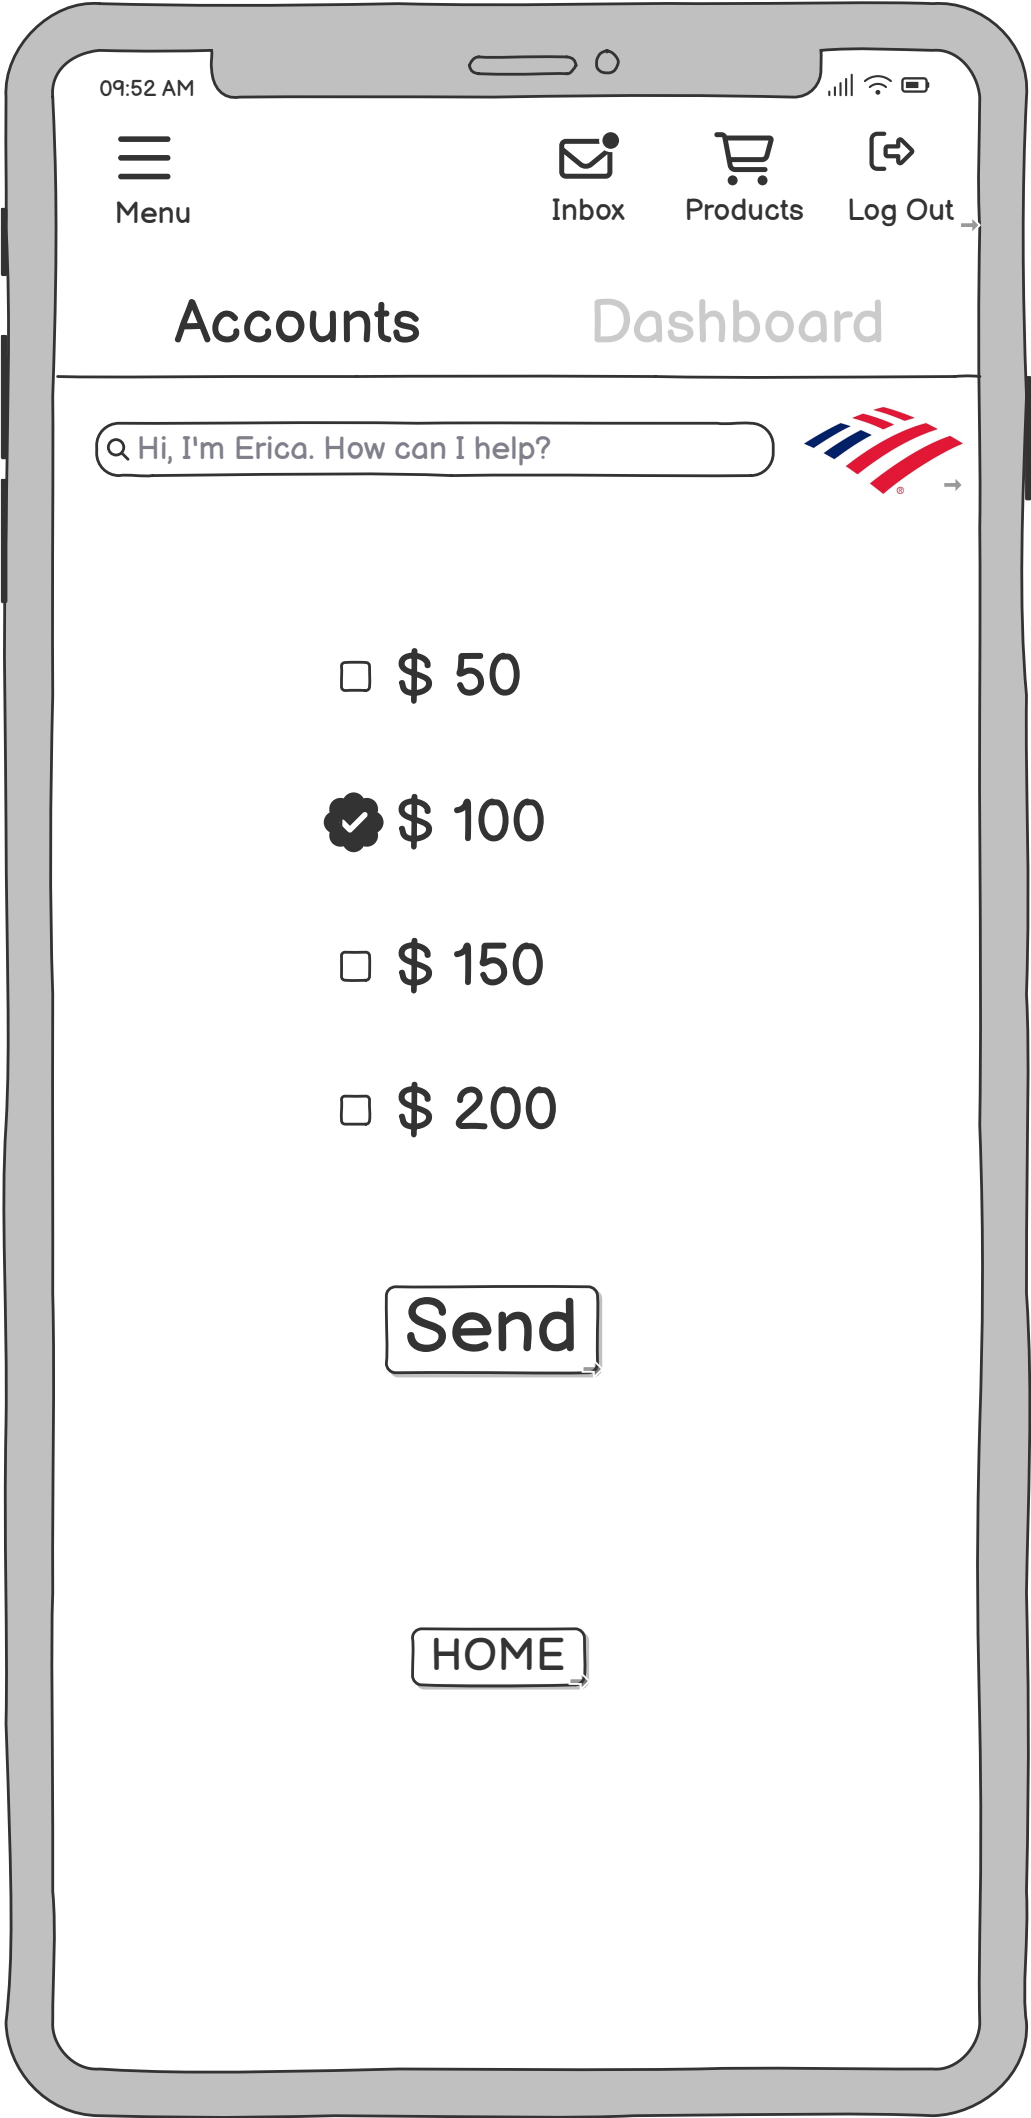 09:52 AM
Menu
Inbox
Products
Log Out
Accounts
Dashboard
Hi, I'm Erica. How can I help?
®
$ 50
$ 100
$ 150
$ 200
Send
HOME